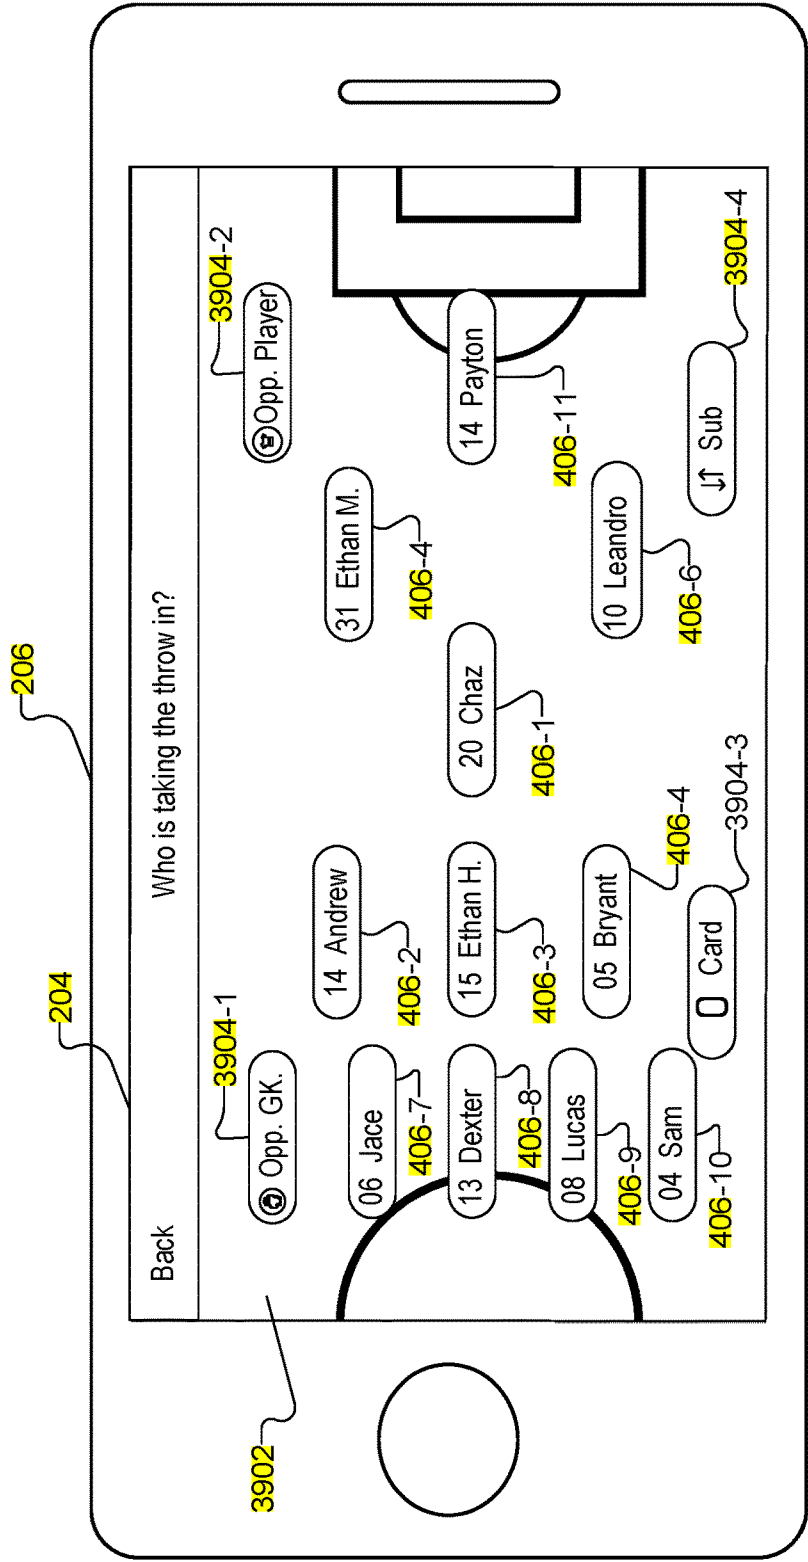 206
204
Back
Who is taking the throw in?
3902
3904-1
3904-2
Opp. GK.
Opp. Player
14 Andrew
31 Ethan M.
06 Jace
406-2
406-4
406-7
13 Dexter
15 Ethan H.
20 Chaz
14 Payton
406-8
406-3
406-1
406-11
08 Lucas
05 Bryant
10 Leandro
406-9
406-4
406-6
04 Sam
Card
Sub
406-10
3904-3
3904-4